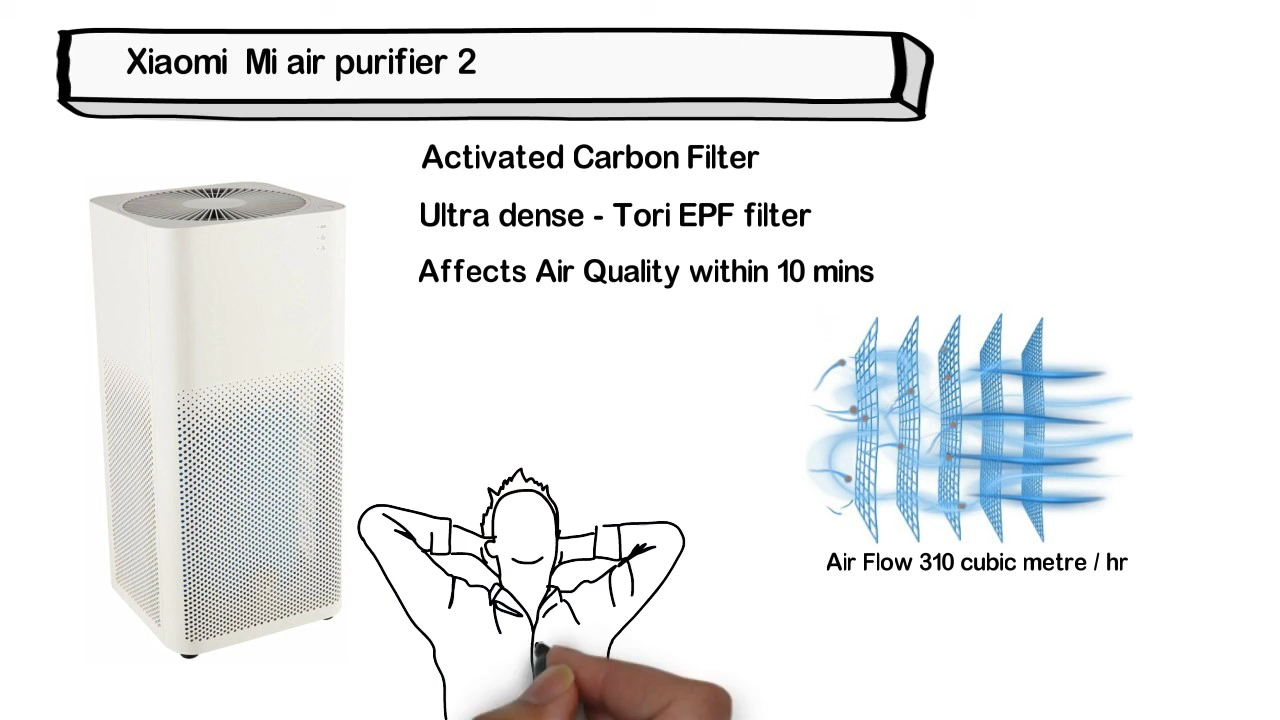 Xiaomi Mi air purifier 2
Activated Carbon Filter
Ultra dense - Tori EPF filter
Affects Air Quality within 10 mins
Air Flow 310 cubic metre / hr